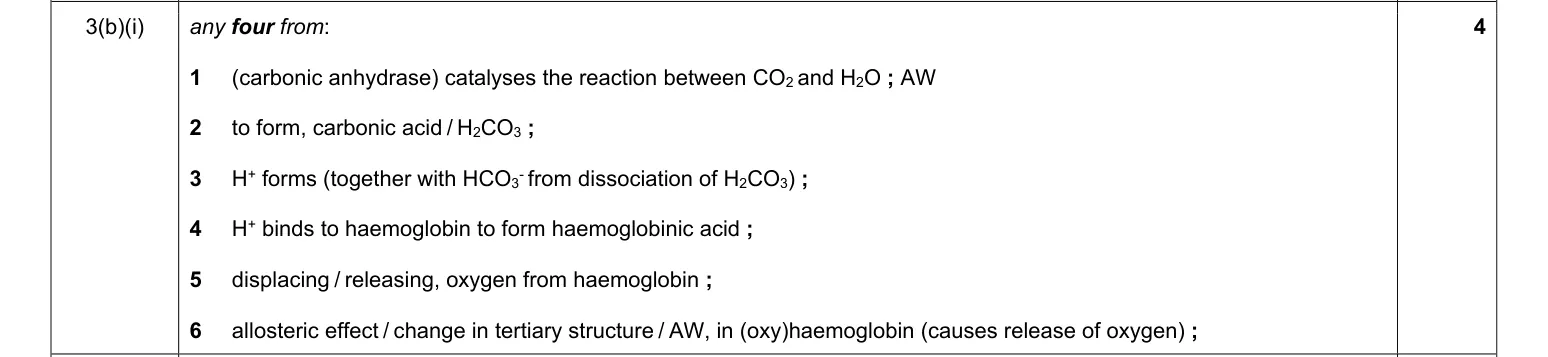 3(b)(i) any four from: 4
1 (carbonic anhydrase) catalyses the reaction between CO₂ and H₂O ; AW
2 to form, carbonic acid / H₂CO₃ ;
3 H⁺ forms (together with HCO₃⁻ from dissociation of H₂CO₃) ;
4 H⁺ binds to haemoglobin to form haemoglobinic acid ;
5 displacing / releasing, oxygen from haemoglobin ;
6 allosteric effect / change in tertiary structure / AW, in (oxy)haemoglobin (causes release of oxygen) ;